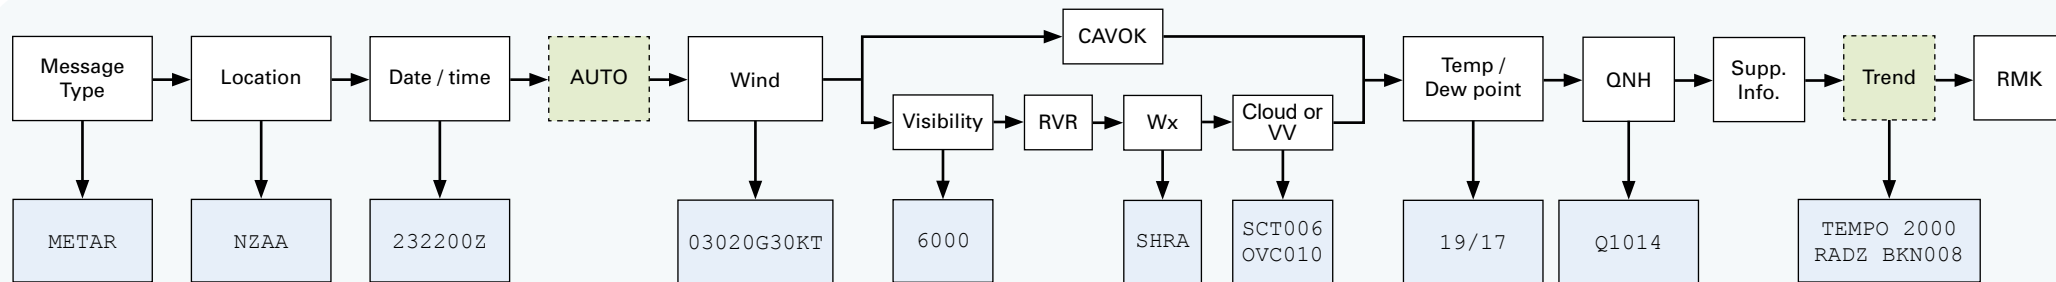 Message
Type
Location
Date / time
AUTO
Wind
CAVOK
Visibility
RVR
Wx
Cloud or
VV
Temp /
Dew point
QNH
Supp.
Info.
Trend
RMK
METAR
NZAA
232200Z
03020G30KT
6000
SHRA
SCT006
OVC010
19/17
Q1014
TEMPO 2000
RADZ BKN008